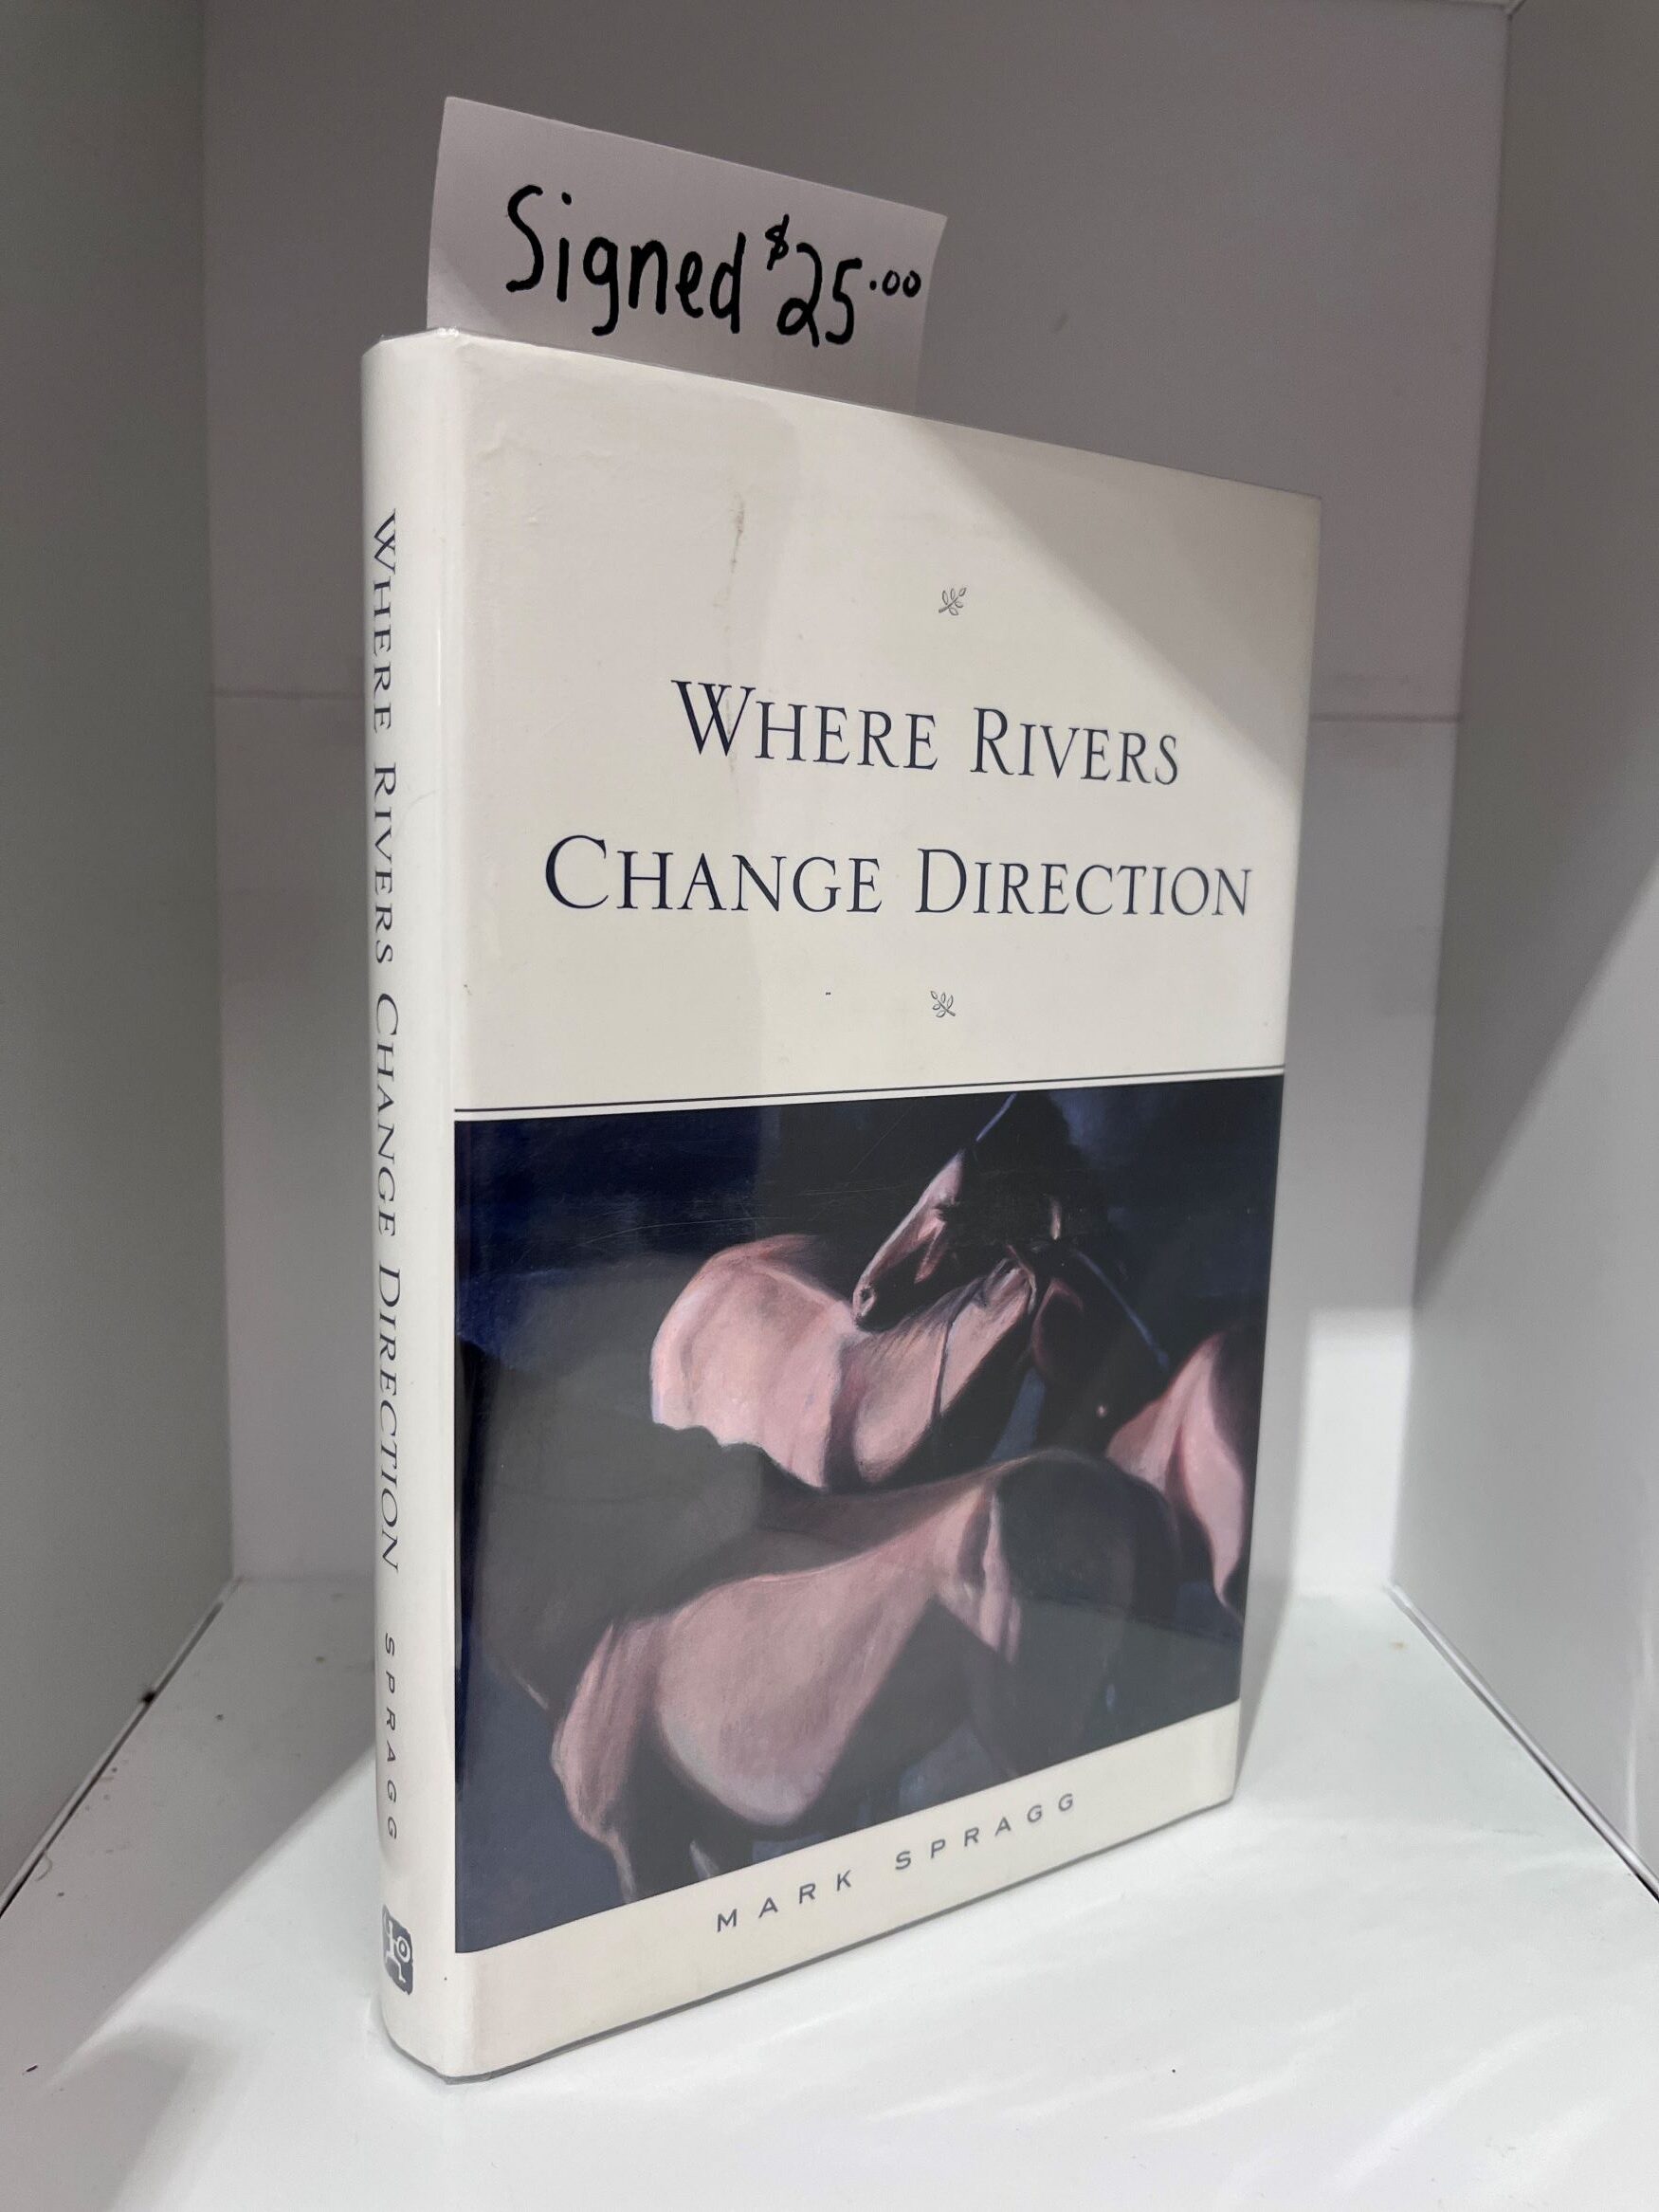 Signed $25.00
WHERE RIVERS
CHANGE DIRECTION
MARK SPRAGG
WHERE RIVERS CHANGE DIRECTION SPRAGG